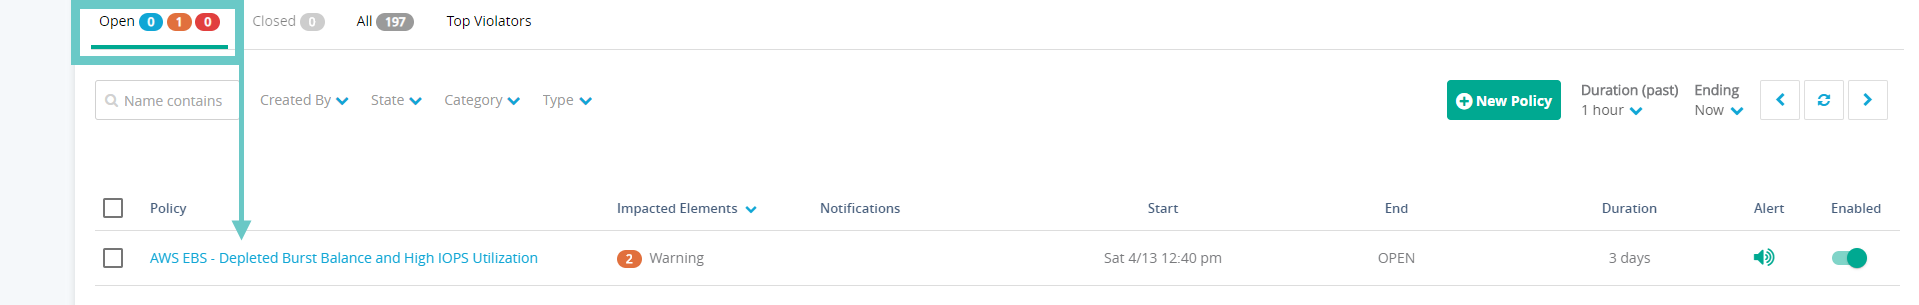 Open 0 1 0 Closed 0 All 197 Top Violators
Name contains Created By State Category Type New Policy Duration (past) Ending
1 hour Now
Policy Impacted Elements Notifications Start End Duration Alert Enabled
AWS EBS - Depleted Burst Balance and High IOPS Utilization 2 Warning Sat 4/13 12:40 pm OPEN 3 days